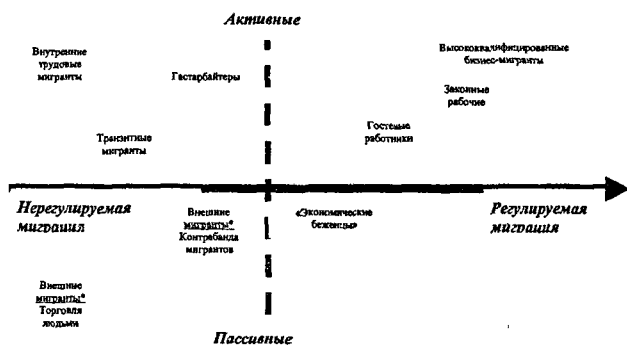 Активные
Внутренние
трудовые
мигранты
Гастарбайтеры
Высококвалифицированные
бизнес-мигранты
Законные
рабочие
Гостевые
работники
Транзитные
мигранты
Нерегулируемая
миграция
Внешние
мигранты*
Контрабанда
мигрантов
«Экономические
беженцы»
Регулируемая
миграция
Внешние
мигранты*
Торговля
людьми
Пассивные